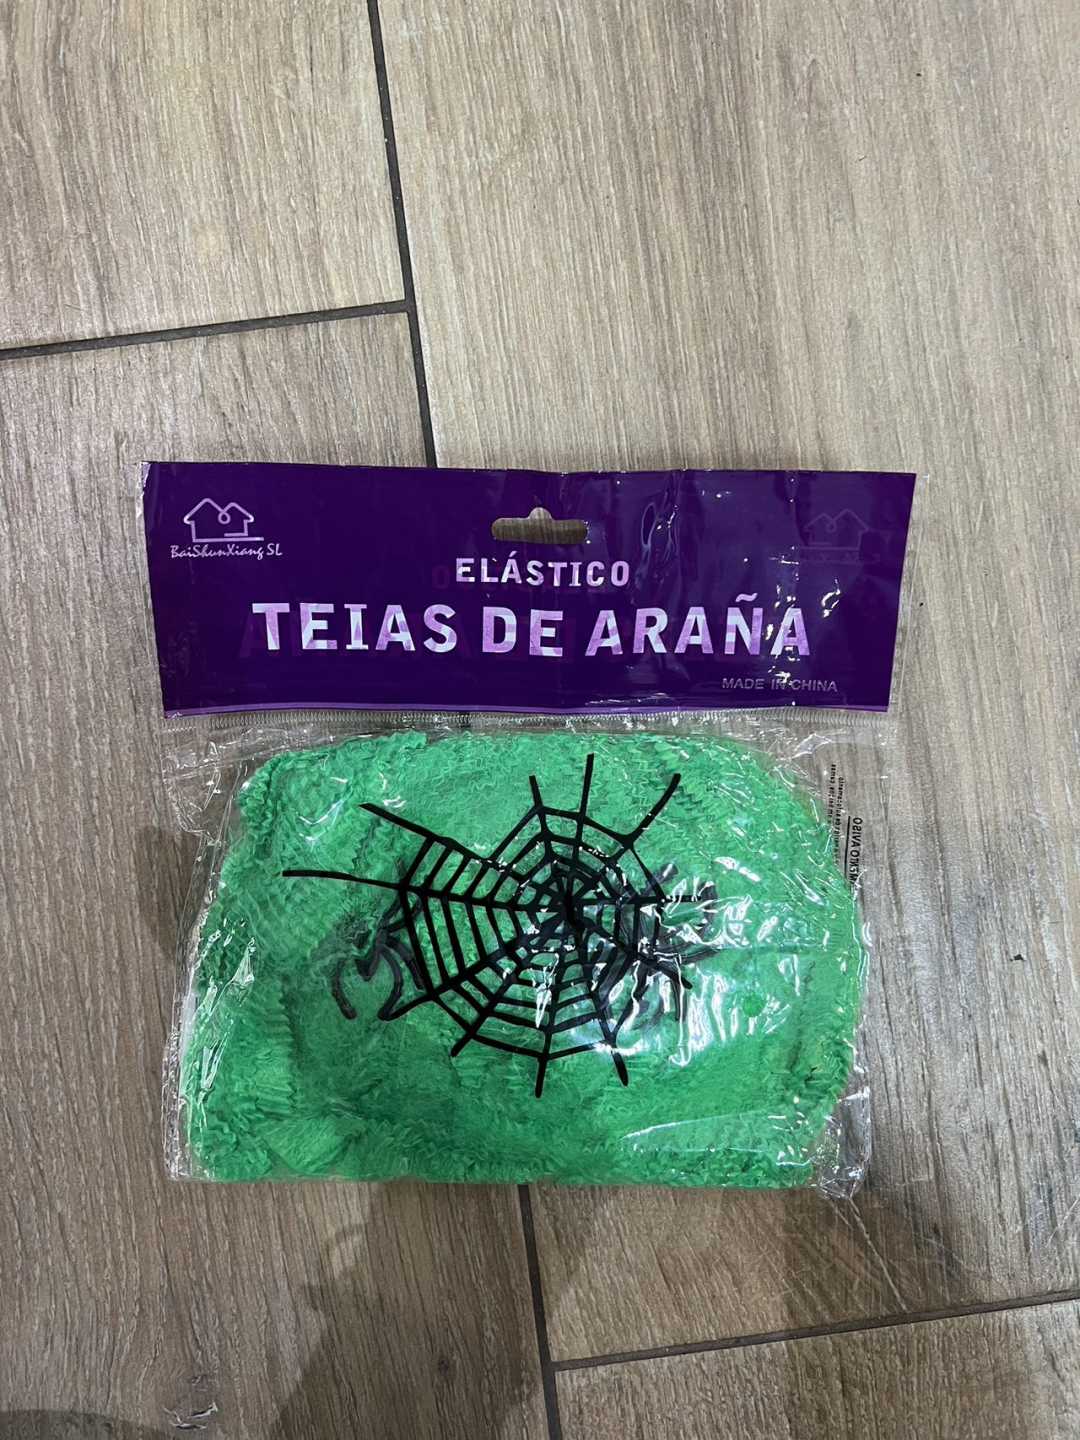 BaiShunXiang SL
ELÁSTICO
TEIAS DE ARAÑA
MADE IN CHINA